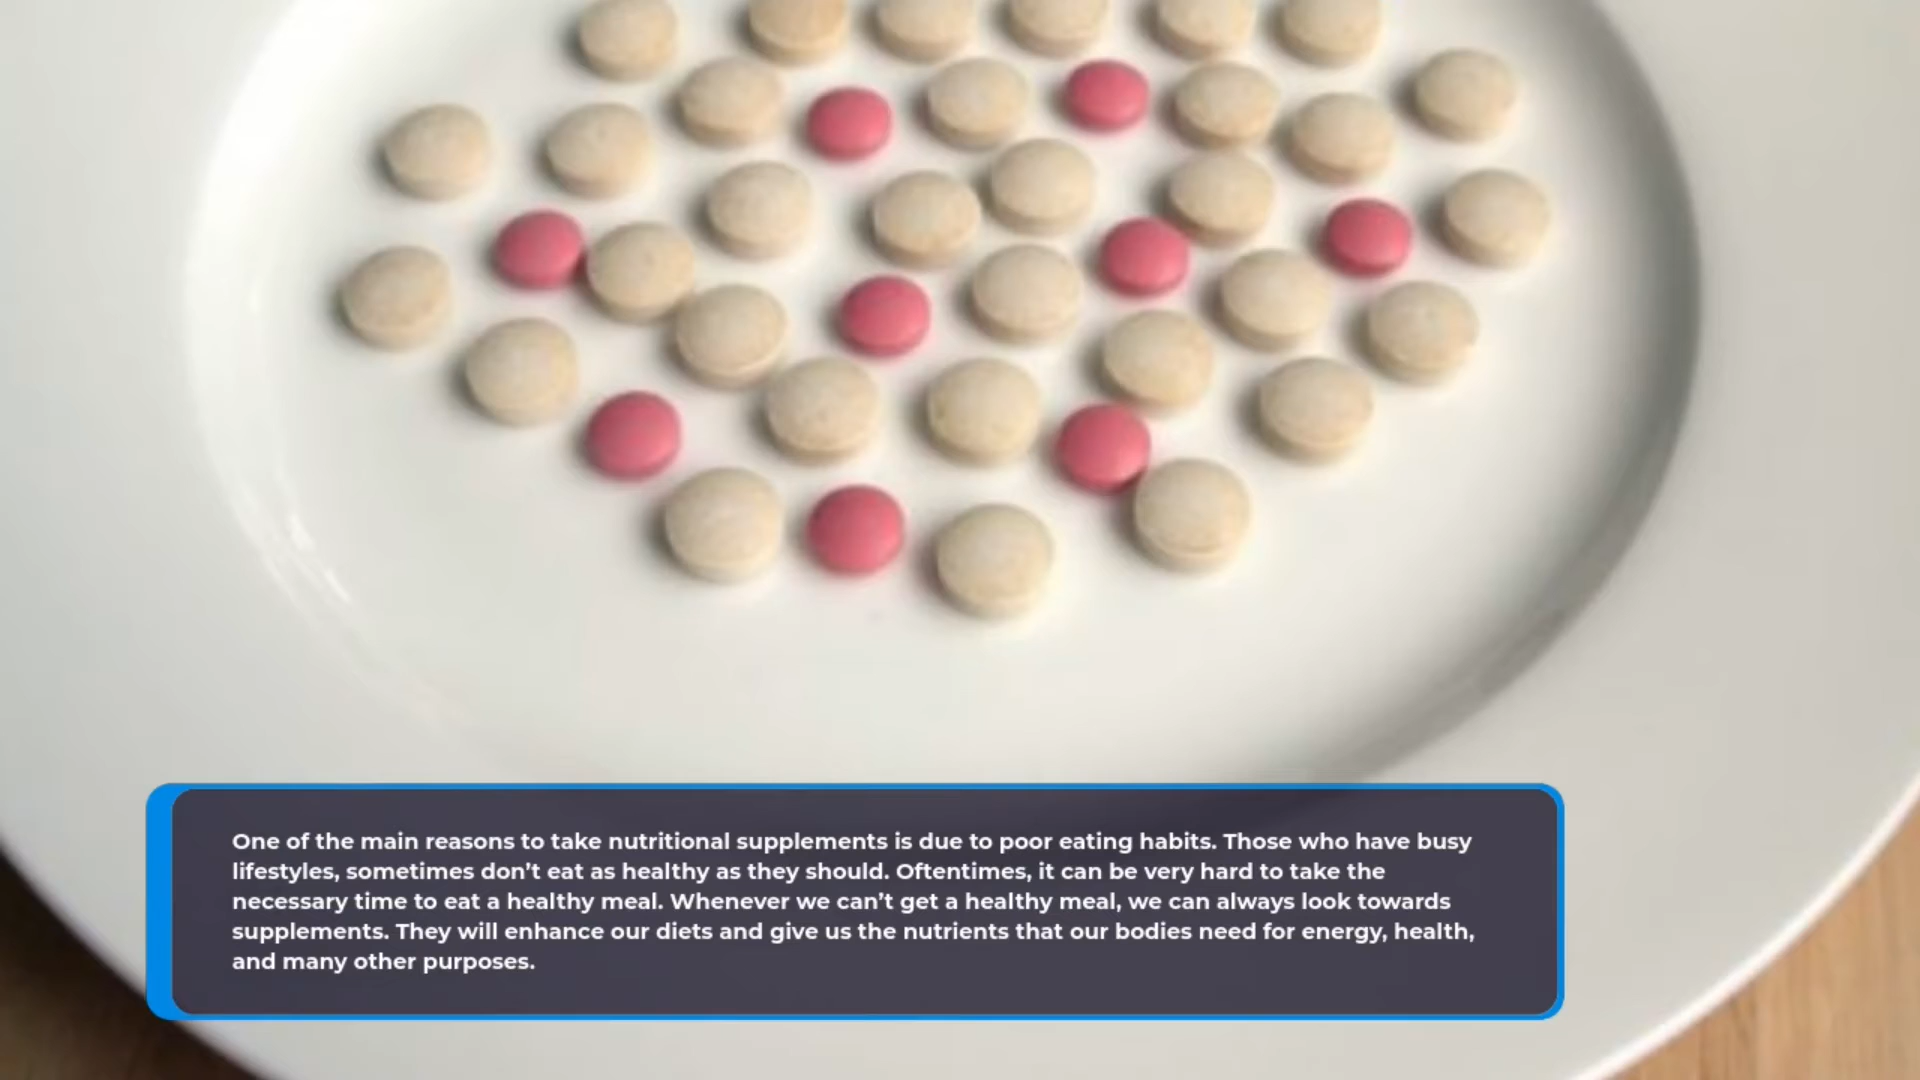 One of the main reasons to take nutritional supplements is due to poor eating habits. Those who have busy
lifestyles, sometimes don’t eat as healthy as they should. Oftentimes, it can be very hard to take the
necessary time to eat a healthy meal. Whenever we can’t get a healthy meal, we can always look towards
supplements. They will enhance our diets and give us the nutrients that our bodies need for energy, health,
and many other purposes.